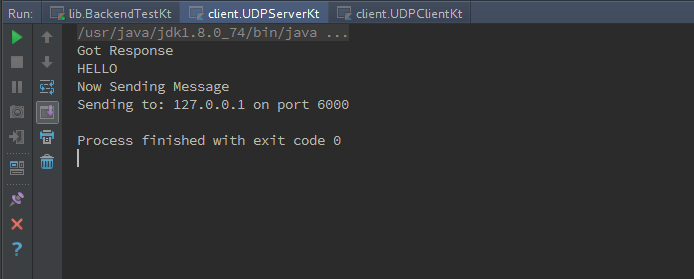 Run: lib.BackendTestKt client.UDPServerKt client.UDPClientKt
/usr/java/jdk1.8.0_74/bin/java ...
Got Response
HELLO
Now Sending Message
Sending to: 127.0.0.1 on port 6000
Process finished with exit code 0
?